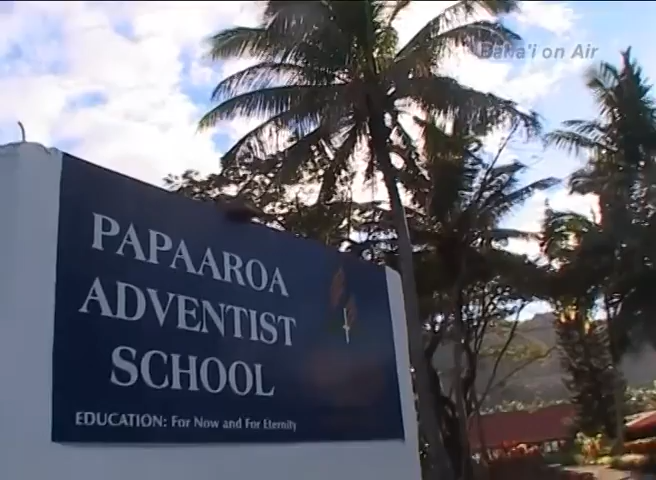 Baha'i on Air
PAPAAROA
ADVENTIST
SCHOOL
EDUCATION: For Now and For Eternity